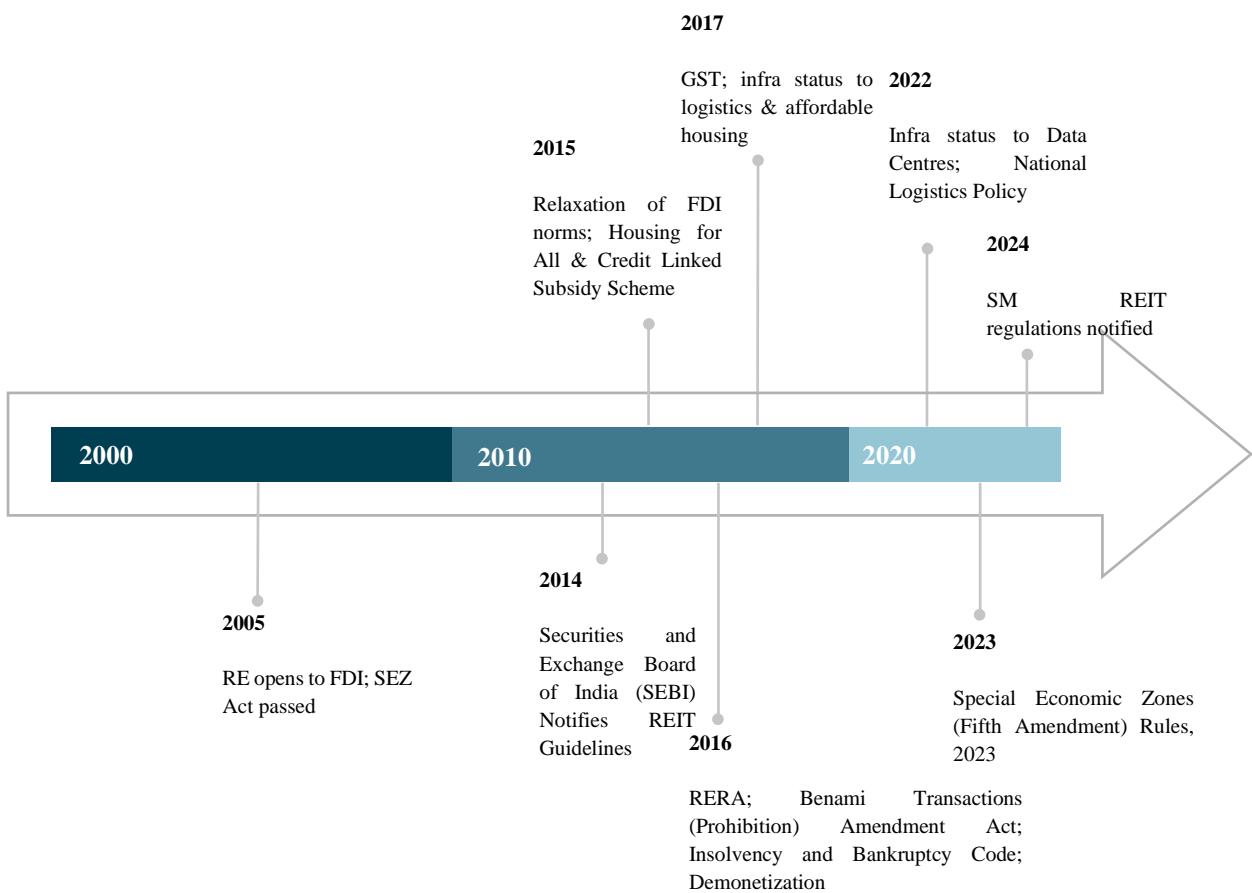 2017
GST; infra status to
logistics & affordable
housing
2022
Infra status to Data
Centres; National
Logistics Policy
2015
Relaxation of FDI
norms; Housing for
All & Credit Linked
Subsidy Scheme
2024
SM REIT
regulations notified
2000
2010
2020
2005
RE opens to FDI; SEZ
Act passed
2014
Securities and
Exchange Board
of India (SEBI)
Notifies REIT
Guidelines
2016
RERA; Benami Transactions
(Prohibition) Amendment Act;
Insolvency and Bankruptcy Code;
Demonetization
2023
Special Economic Zones
(Fifth Amendment) Rules,
2023